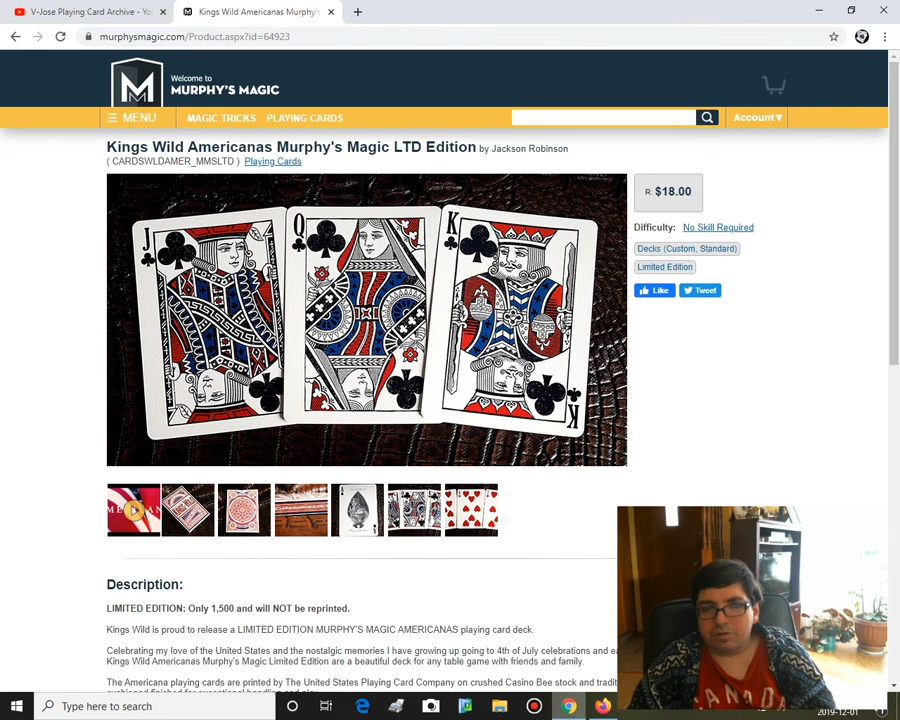 V-Jose Playing Card Archive - Yo
Kings Wild Americanas Murphy's
murphysmagic.com/Product.aspx?id=64923
Welcome to
MURPHY'S MAGIC
MENU
MAGIC TRICKS
PLAYING CARDS
Account▼
Kings Wild Americanas Murphy's Magic LTD Edition by Jackson Robinson
( CARDSWLDAMER_MMSLTD ) Playing Cards
J
Q
K
K
R: $18.00
Difficulty: No Skill Required
Decks (Custom, Standard)
Limited Edition
Like
Tweet
Description:
LIMITED EDITION: Only 1,500 and will NOT be reprinted.
Kings Wild is proud to release a LIMITED EDITION MURPHY'S MAGIC AMERICANAS playing card deck.
Celebrating my love of the United States and the nostalgic memories I have growing up going to 4th of July celebrations and
Kings Wild Americanas Murphy's Magic Limited Edition are a beautiful deck for any table game with friends and family.
The Americana playing cards are printed by The United States Playing Card Company on crushed Casino Bee stock and
CANADA
Type here to search
2019-12-01